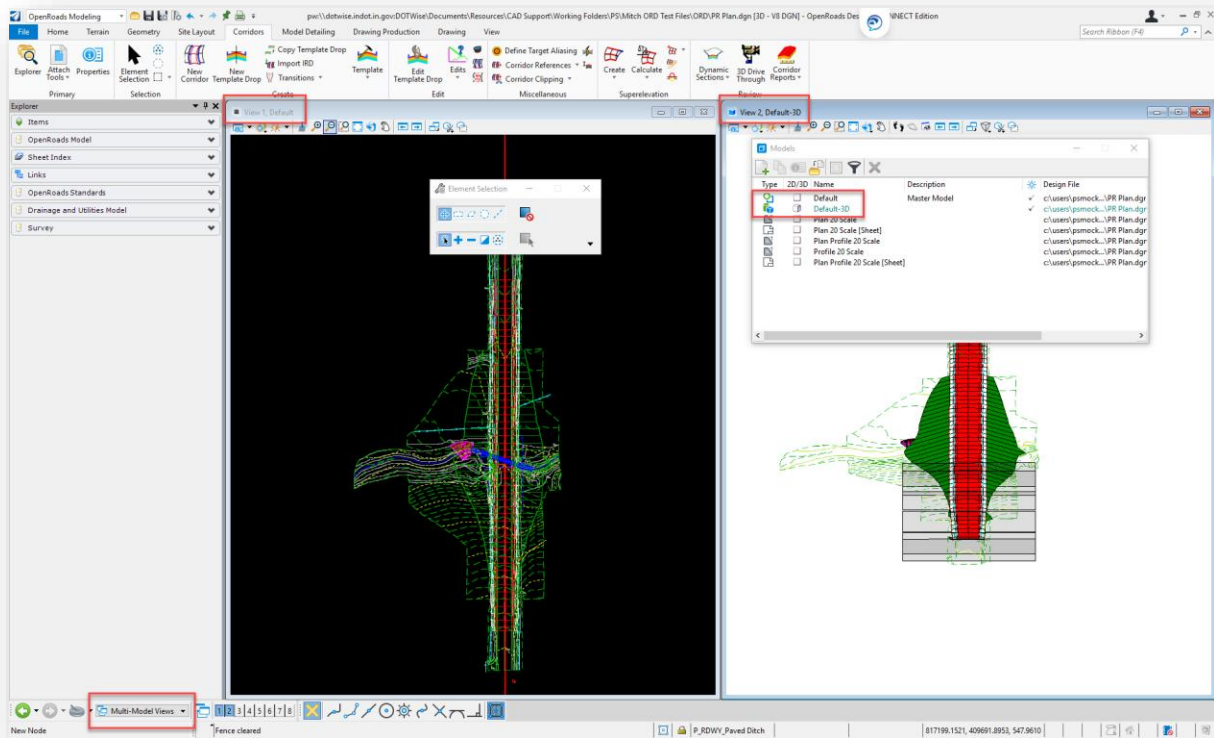 OpenRoads Modeling
pw:\\dotwise.indot.in.gov:DOTWise\Documents\Resources\CAD Support\Working Folders\PS\Mitch ORD Test Files\ORD\PR Plan.dgn [3D - V8 DGN] - OpenRoads Des
NNECT Edition
File Home Terrain Geometry Site Layout Corridors Model Detailing Drawing Production Drawing View
Search Ribbon (F4)
Explorer
Attach Tools
Properties
Element Selection
New Corridor
New Template Drop
Copy Template Drop
Import IRD
Transitions
Template
Edit Template Drop
Edits
Define Target Aliasing
Corridor References
Corridor Clipping
Create
Calculate
Dynamic Sections
3D Drive Through
Corridor Reports
Primary Selection Create Edit Miscellaneous Superelevation Review
Explorer
Items
OpenRoads Model
Sheet Index
Links
OpenRoads Standards
Drainage and Utilities Model
Survey
View 1, Default
Element Selection
View 2, Default-3D
Models
Type 2D/3D Name Description Design File
Default Master Model c:\users\psmock...\PR Plan.dgr
Default-3D c:\users\psmock...\PR Plan.dgr
Plan 20 Scale c:\users\psmock...\PR Plan.dgr
Plan 20 Scale [Sheet] c:\users\psmock...\PR Plan.dgr
Plan Profile 20 Scale c:\users\psmock...\PR Plan.dgr
Profile 20 Scale c:\users\psmock...\PR Plan.dgr
Plan Profile 20 Scale [Sheet] c:\users\psmock...\PR Plan.dgr
Multi-Model Views
1 2 3 4 5 6 7 8
New Node
Fence cleared
P_RDWY_Paved Ditch
817199.1521, 409691.8953, 547.9610